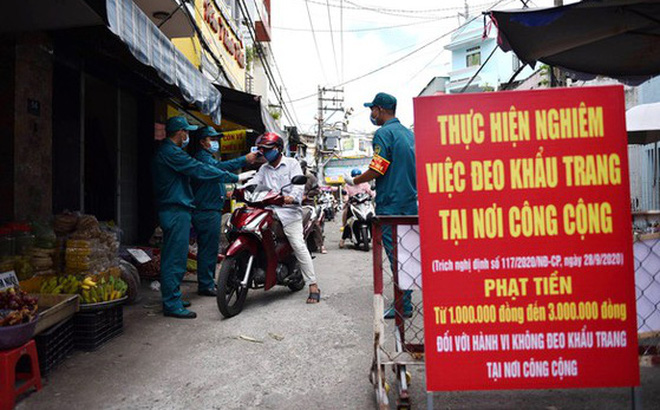 THỰC HIỆN NGHIÊM
VIỆC ĐEO KHẨU TRANG
TẠI NƠI CÔNG CỘNG
(Trích nghị định số 117/2020/NĐ-CP, ngày 28/9/2020)
PHẠT TIỀN
Từ 1.000.000 đồng đến 3.000.000 đồng
ĐỐI VỚI HÀNH VI KHÔNG ĐEO KHẨU TRANG
TẠI NƠI CÔNG CỘNG